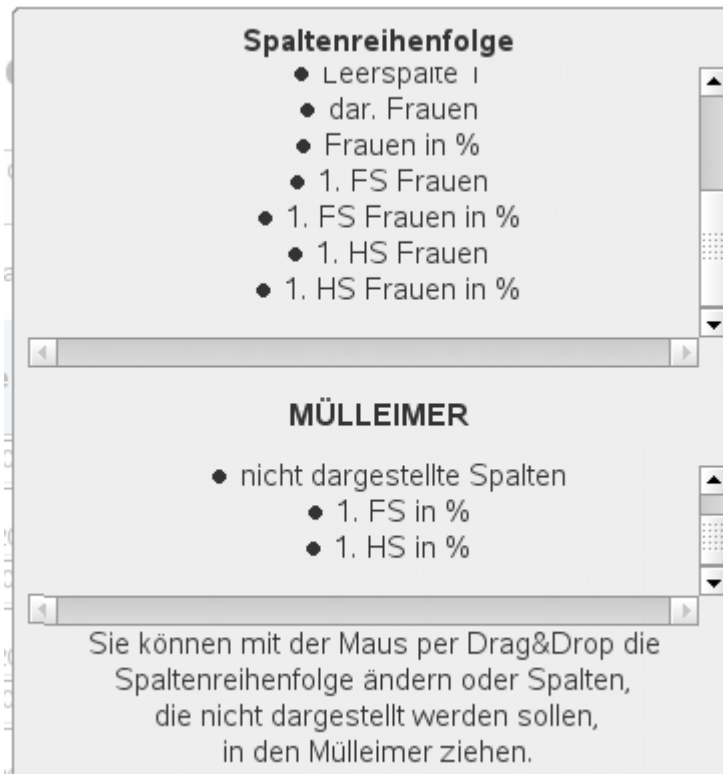 Spaltenreihenfolge
• Leerspalte 1
• dar. Frauen
• Frauen in %
• 1. FS Frauen
• 1. FS Frauen in %
• 1. HS Frauen
• 1. HS Frauen in %
MÜLLEIMER
• nicht dargestellte Spalten
• 1. FS in %
• 1. HS in %
Sie können mit der Maus per Drag&Drop die
Spaltenreihenfolge ändern oder Spalten,
die nicht dargestellt werden sollen,
in den Mülleimer ziehen.